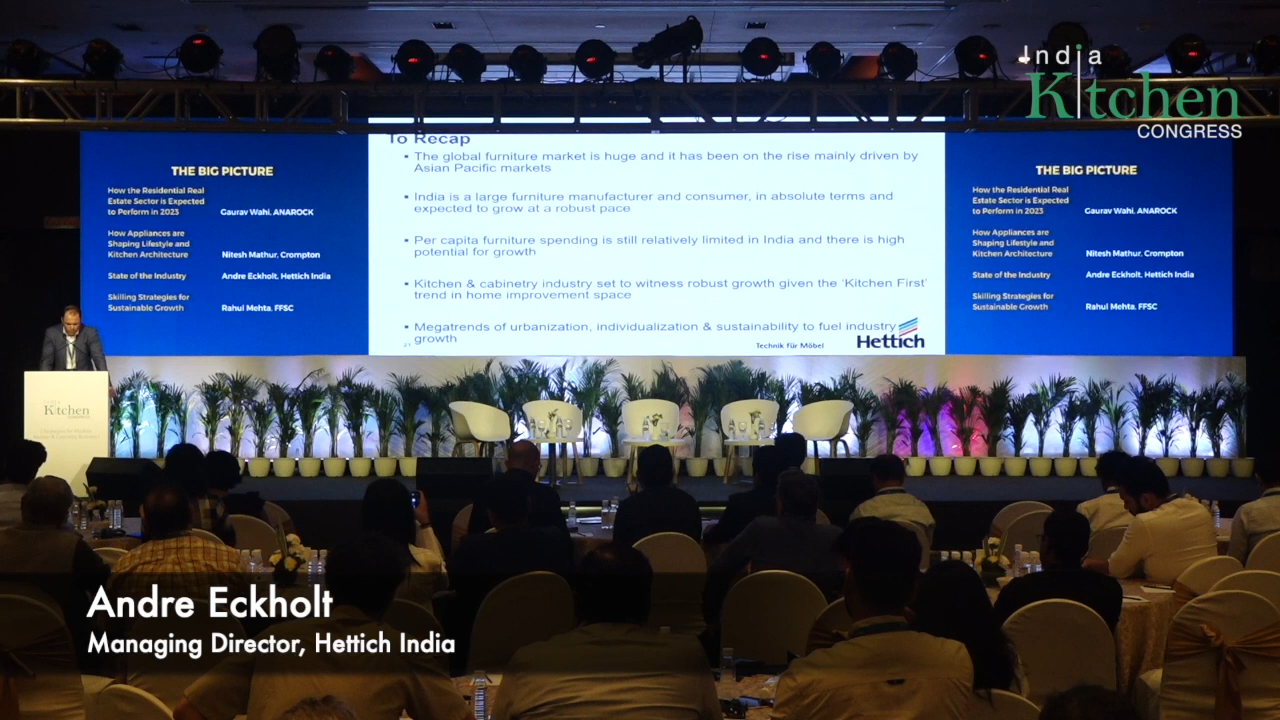 India
Kitchen
CONGRESS
THE BIG PICTURE
How the Residential Real
Estate Sector is Expected
to Perform in 2023
Gaurav Wahi, ANAROCK
How Appliances are
Shaping Lifestyle and
Kitchen Architecture
Nitesh Mathur, Crompton
State of the Industry
Andre Eckholt, Hettich India
Skilling Strategies for
Sustainable Growth
Rahul Mehta, FFSC
To Recap
▪ The global furniture market is huge and it has been on the rise mainly driven by
Asian Pacific markets
▪ India is a large furniture manufacturer and consumer, in absolute terms and
expected to grow at a robust pace
▪ Per capita furniture spending is still relatively limited in India and there is high
potential for growth
▪ Kitchen & cabinetry industry set to witness robust growth given the ‘Kitchen First’
trend in home improvement space
▪ Megatrends of urbanization, individualization & sustainability to fuel industry
growth
21
Technik für Möbel
Hettich
THE BIG PICTURE
How the Residential Real
Estate Sector is Expected
to Perform in 2023
Gaurav Wahi, ANAROCK
How Appliances are
Shaping Lifestyle and
Kitchen Architecture
Nitesh Mathur, Crompton
State of the Industry
Andre Eckholt, Hettich India
Skilling Strategies for
Sustainable Growth
Rahul Mehta, FFSC
Kitchen
Andre Eckholt
Managing Director, Hettich India